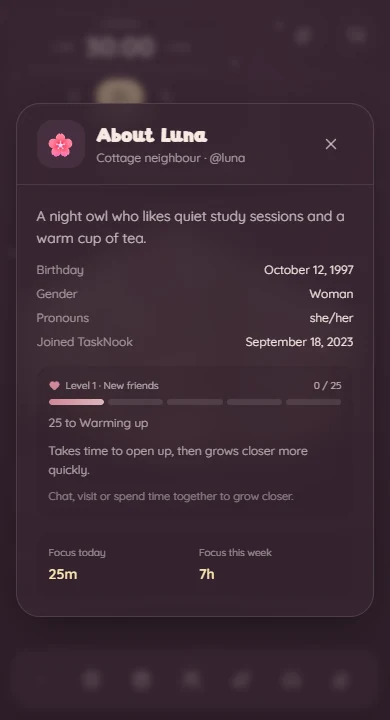 30:00
About Luna
Cottage neighbour · @luna
A night owl who likes quiet study sessions and a
warm cup of tea.
Birthday October 12, 1997
Gender Woman
Pronouns she/her
Joined TaskNook September 18, 2023
Level 1 · New friends 0 / 25
25 to Warming up
Takes time to open up, then grows closer more
quickly.
Chat, visit or spend time together to grow closer.
Focus today Focus this week
25m 7h